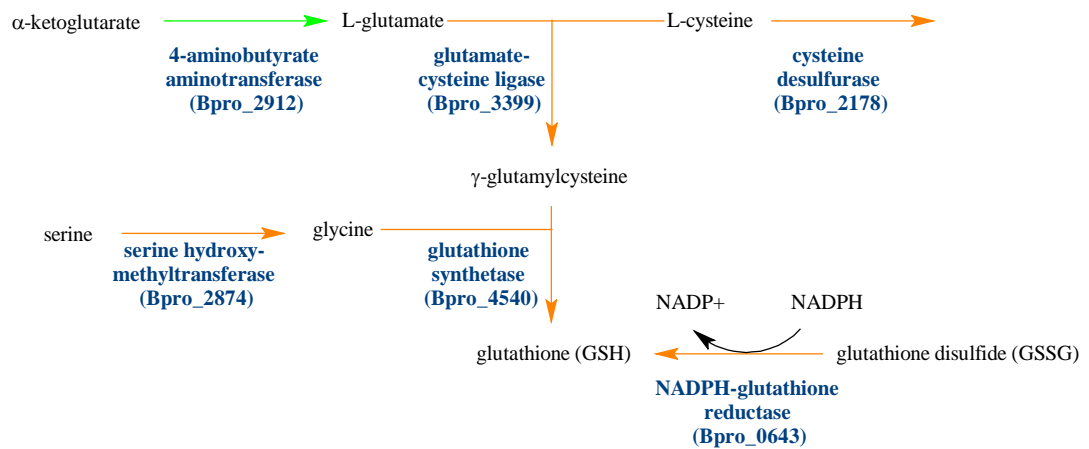 α-ketoglutarate
L-glutamate
L-cysteine
4-aminobutyrate
aminotransferase
(Bpro_2912)
glutamate-
cysteine ligase
(Bpro_3399)
cysteine
desulfurase
(Bpro_2178)
γ-glutamylcysteine
serine
glycine
serine hydroxy-
methyltransferase
(Bpro_2874)
glutathione
synthetase
(Bpro_4540)
NADP+
NADPH
glutathione (GSH)
glutathione disulfide (GSSG)
NADPH-glutathione
reductase
(Bpro_0643)